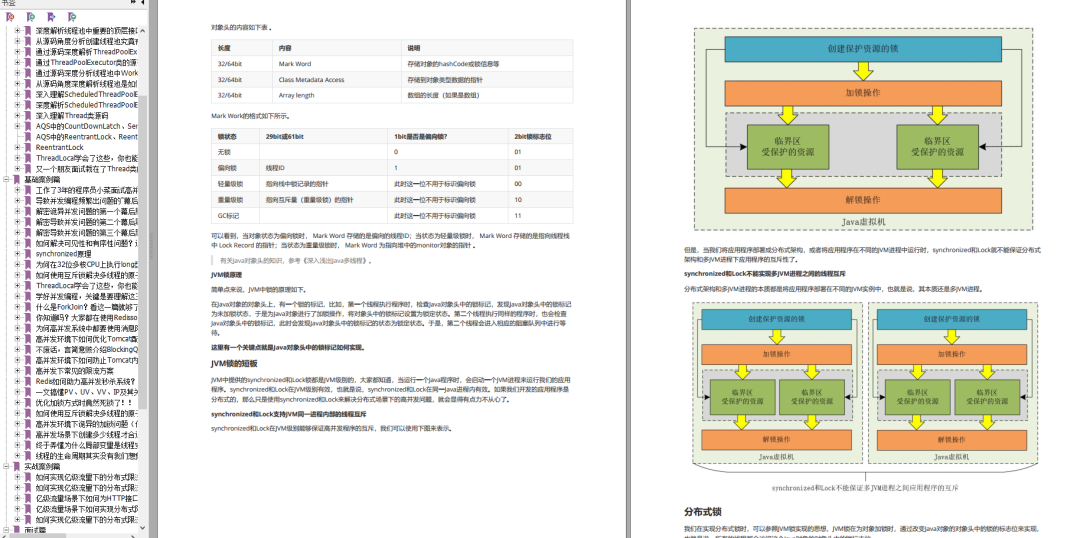 书签
深度解析线程池中重要的顶层接
从源码角度分析创建线程池究竟有
通过源码深度解析ThreadPoolExe
通过ThreadPoolExecutor类的源
通过源码深度分析线程池中Work
从源码角度深度解析线程池是如
深入理解ScheduledThreadPoolE
深度解析ScheduledThreadPoolE
深入理解Thread类源码
AQS中的CountDownLatch、Ser
AQS中的ReentrantLock、Reent
ReentrantLock
ThreadLocal学会了这些，你也能
又一个朋友面试栽在了Thread类
基础案例篇
工作了3年的程序员小菜面试高并
导致并发编程频繁出问题的“幕后
解密诡异并发问题的第一个幕后
解密导致并发问题的第二个幕后
解密导致并发问题的第三个幕后
如何解决可见性和有序性问题？
synchronized原理
为何在32位多核CPU上执行long
如何使用互斥锁解决多线程的原
ThreadLocal学会了这些，你也能
学好并发编程，关键是要理解这
什么是ForkJoin？看这一篇就够了
你知道吗？大家都在使用Redisso
为何高并发系统中都要使用消息
高并发环境下如何优化Tomcat
不废话，言简意赅介绍BlockingQ
高并发环境下如何防止Tomcat内
高并发下常见的限流方案
Redis如何助力高并发秒杀系统？
一文搞懂PV、UV、VV、IP及其
优化加锁方式时竟然死锁了！！
如何使用互斥锁解决多线程的原
高并发环境下诡异的加锁问题（
高并发场景下创建多少线程才合
终于弄懂为什么局部变量是线程
线程的生命周期其实没有我们想
实战案例篇
如何实现亿级流量下的分布式限
如何实现亿级流量下的分布式限
亿级流量场景下如何为HTTP接口
亿级流量场景下如何实现分布式
如何实现亿级流量下的分布式限
面试篇
对象头的内容如下表 。
长度 内容 说明
32/64bit Mark Word 存储对象的hashCode或锁信息等
32/64bit Class Metadata Access 存储到对象类型数据的指针
32/64bit Array length 数组的长度（如果是数组）
Mark Work的格式如下所示。
锁状态 29bit或61bit 1bit是否是偏向锁? 2bit锁标志位
无锁 0 01
偏向锁 线程ID 1 01
轻量级锁 指向栈中锁记录的指针 此时这一位不用于标识偏向锁 00
重量级锁 指向互斥量（重量级锁）的指针 此时这一位不用于标识偏向锁 10
GC标记 此时这一位不用于标识偏向锁 11
可以看到，当对象状态为偏向锁时， Mark Word 存储的是偏向的线程ID；当状态为轻量级锁时， Mark Word 存储的是指向线程栈
中 Lock Record 的指针；当状态为重量级锁时， Mark Word 为指向堆中的monitor对象的指针 。
有关Java对象头的知识，参考《深入浅出Java多线程》。
JVM锁原理
简单点来说，JVM中锁的原理如下。
在Java对象的对象头上，有一个锁的标记，比如，第一个线程执行程序时，检查Java对象头中的锁标记，发现Java对象头中的锁标记
为未加锁状态，于是为Java对象进行了加锁操作，将对象头中的锁标记设置为锁定状态。第二个线程执行同样的程序时，也会检查
Java对象头中的锁标记，此时会发现Java对象头中的锁标记的状态为锁定状态。于是，第二个线程会进入相应的阻塞队列中进行等
待。
这里有一个关键点就是Java对象头中的锁标记如何实现。
JVM锁的短板
JVM中提供的synchronized和Lock锁都是JVM级别的，大家都知道，当运行一个Java程序时，会启动一个JVM进程来运行我们的应用
程序。synchronized和Lock在JVM级别有效，也就是说，synchronized和Lock在同一Java进程内有效。如果我们开发的应用程序是
分布式的，那么只是使用synchronized和Lock来解决分布式场景下的高并发问题，就会显得有点力不从心了。
synchronized和Lock支持JVM同一进程内部的线程互斥
synchronized和Lock在JVM级别能够保证高并发程序的互斥，我们可以使用下图来表示。
创建保护资源的锁
加锁操作
临界区
受保护的资源
临界区
受保护的资源
解锁操作
Java虚拟机
但是，当我们将应用程序部署成分布式架构，或者将应用程序在不同的JVM进程中运行时，synchronized和Lock就不能保证分布式
架构和多JVM进程下应用程序的互斥性了。
synchronized和Lock不能实现多JVM进程之间的线程互斥
分布式架构和多JVM进程的本质都是将应用程序部署在不同的JVM实例中，也就是说，其本质还是多JVM进程。
创建保护资源的锁 创建保护资源的锁
加锁操作 加锁操作
临界区 临界区 临界区 临界区
受保护的资源 受保护的资源 受保护的资源 受保护的资源
解锁操作 解锁操作
Java虚拟机 Java虚拟机
synchronized和Lock不能保证多JVM进程之间应用程序的互斥
分布式锁
我们在实现分布式锁时，可以参照JVM锁实现的思想，JVM锁在为对象加锁时，通过改变Java对象的对象头中的锁的标志位来实现，